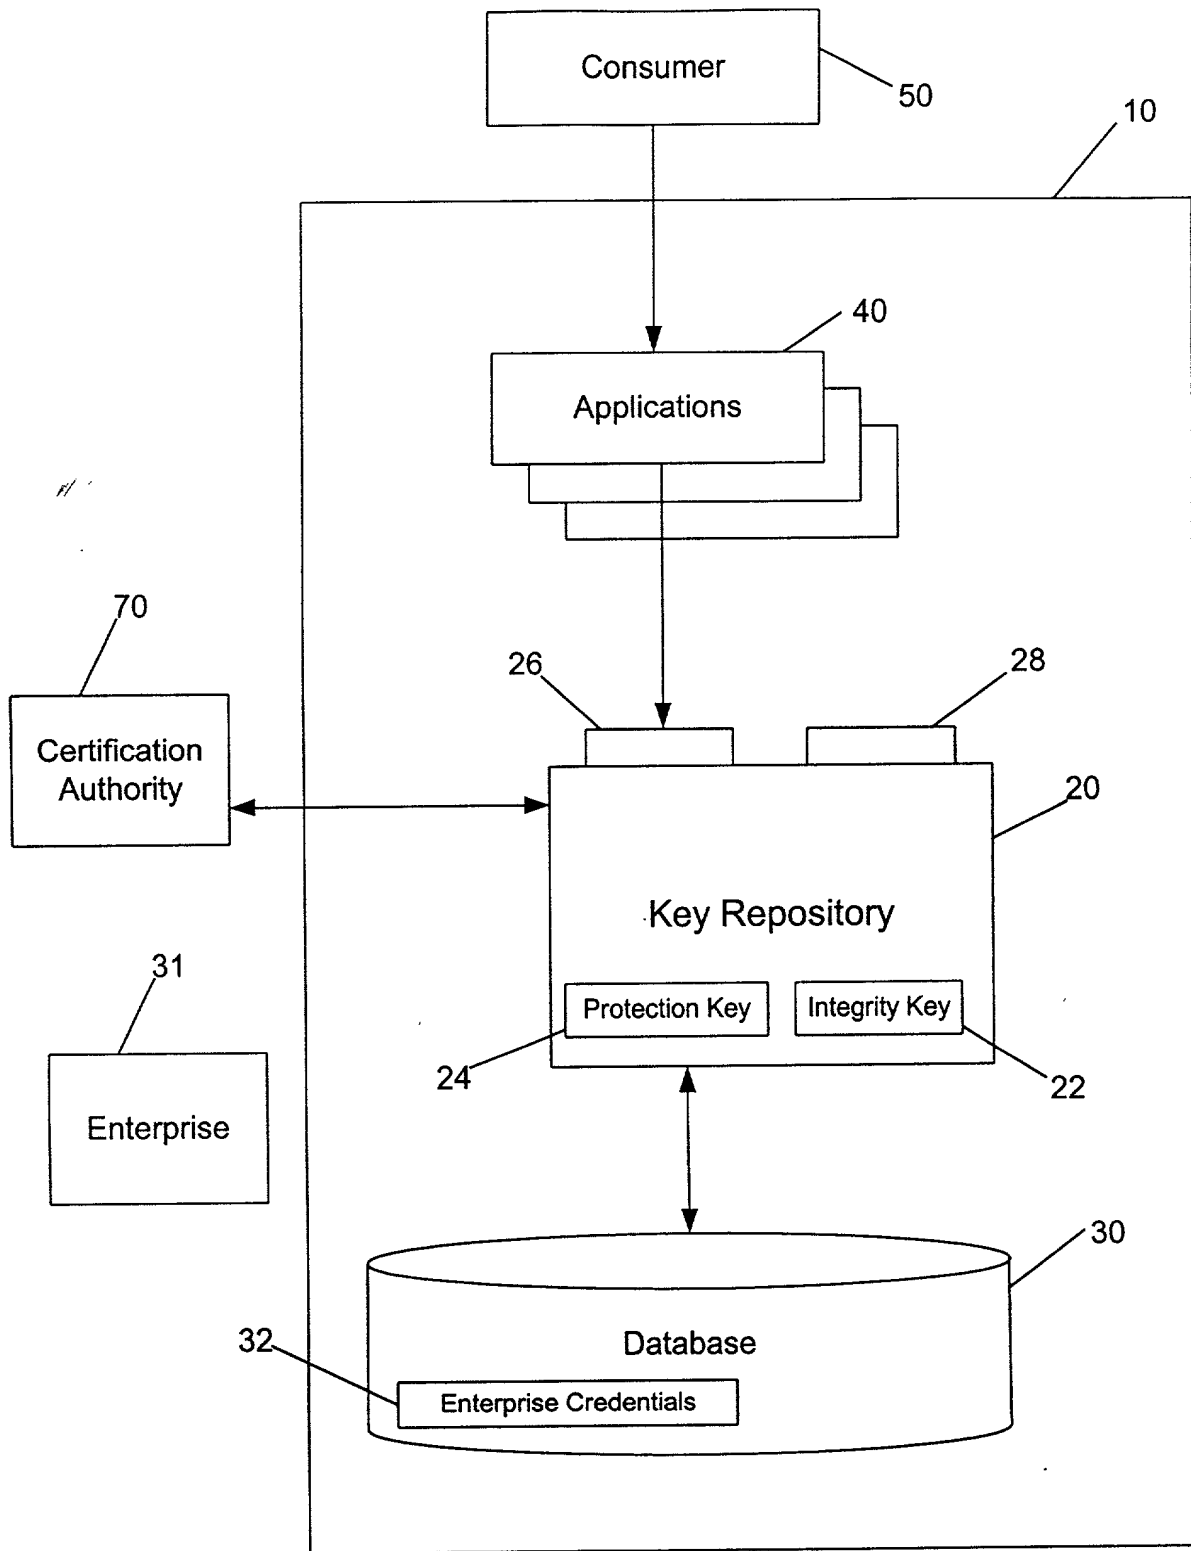 Consumer
50
10
40
Applications
70
26
28
Certification
Authority
20
Key Repository
31
Protection Key
Integrity Key
24
22
Enterprise
30
32
Database
Enterprise Credentials